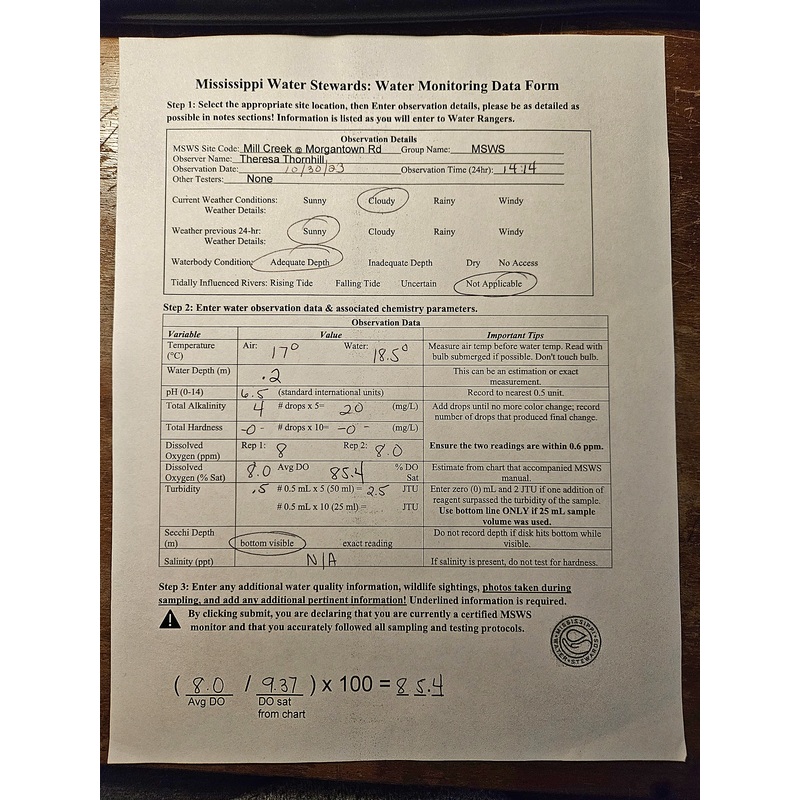 Mississippi Water Stewards: Water Monitoring Data Form
Step 1: Select the appropriate site location, then Enter observation details, please be as detailed as
possible in notes sections! Information is listed as you will enter to Water Rangers.
Observation Details
MSWS Site Code: Mill Creek @ Morgantown Rd Group Name: MSWS
Observer Name: Theresa Thornhill
Observation Date: 10/30/23 Observation Time (24hr): 14:14
Other Testers: None
Current Weather Conditions: Sunny Cloudy Rainy Windy
Weather Details:
Weather previous 24-hr: Sunny Cloudy Rainy Windy
Weather Details:
Waterbody Condition: Adequate Depth Inadequate Depth Dry No Access
Tidally Influenced Rivers: Rising Tide Falling Tide Uncertain Not Applicable
Step 2: Enter water observation data & associated chemistry parameters.
Observation Data
Variable Value Important Tips
Temperature (°C) Air: 17° Water: 18.5° Measure air temp before water temp. Read with
bulb submerged if possible. Don't touch bulb.
Water Depth (m) .2 This can be an estimation or exact
measurement.
pH (0-14) 6.5 (standard international units) Record to nearest 0.5 unit.
Total Alkalinity 4 # drops x 5= 20 (mg/L) Add drops until no more color change; record
number of drops that produced final change.
Total Hardness -0- # drops x 10= -0- (mg/L)
Dissolved Oxygen (ppm) Rep 1: 8 Rep 2: 8.0 Ensure the two readings are within 0.6 ppm.
Dissolved Oxygen (% Sat) 8.0 Avg DO 85.4 % DO Sat Estimate from chart that accompanied MSWS
manual.
Turbidity .5 # 0.5 mL x 5 (50 ml) = 2.5 JTU Enter zero (0) mL and 2 JTU if one addition of
# 0.5 mL x 10 (25 ml) = JTU reagent surpassed the turbidity of the sample.
Use bottom line ONLY if 25 mL sample
volume was used.
Secchi Depth (m) bottom visible exact reading Do not record depth if disk hits bottom while
visible.
Salinity (ppt) N/A If salinity is present, do not test for hardness.
Step 3: Enter any additional water quality information, wildlife sightings, photos taken during
sampling, and add any additional pertinent information! Underlined information is required.
By clicking submit, you are declaring that you are currently a certified MSWS
monitor and that you accurately followed all sampling and testing protocols.
MISSISSIPPI WATER STEWARDS
( 8.0 / 9.37 ) x 100 = 85.4
Avg DO DO sat
from chart